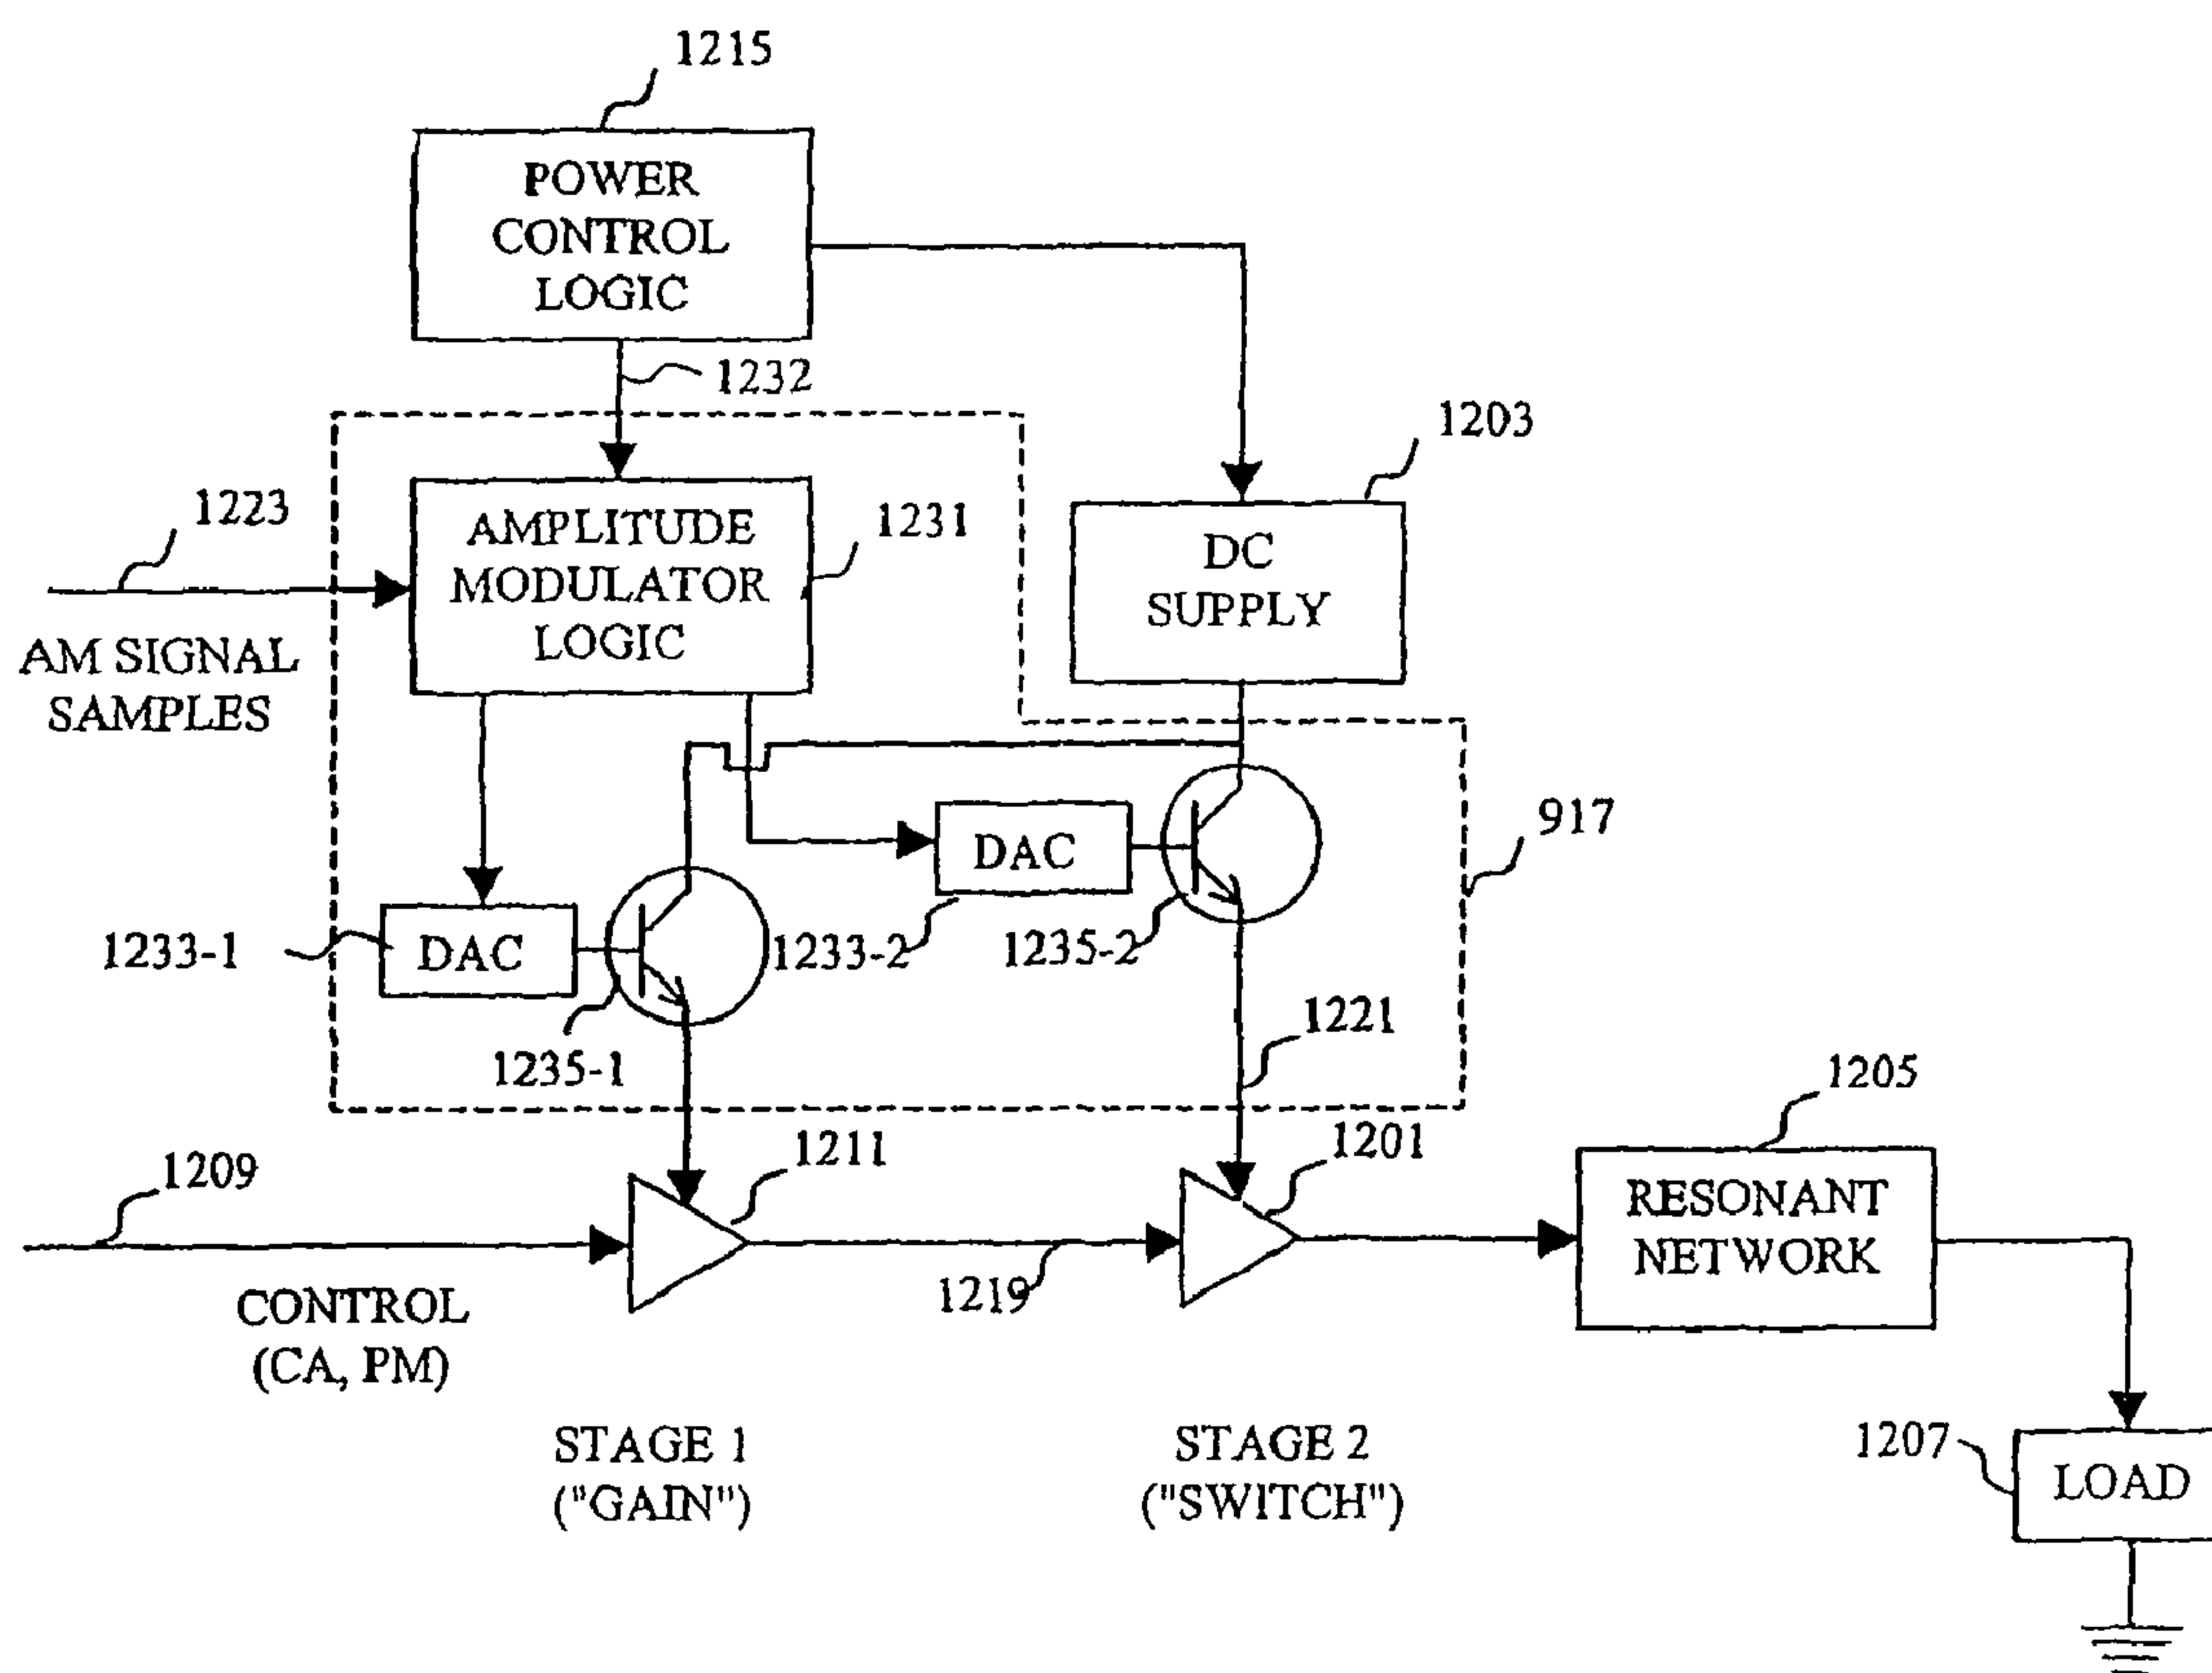 1215
POWER
CONTROL
LOGIC
1232
1203
1223
AMPLITUDE
MODULATOR
LOGIC
1231
DC
SUPPLY
AM SIGNAL
SAMPLES
917
DAC
1233-1
DAC
1233-2
1235-2
1235-1
1221
1205
1209
1211
1201
RESONANT
NETWORK
1219
CONTROL
(CA, PM)
STAGE 1
("GAIN")
STAGE 2
("SWITCH")
1207
LOAD